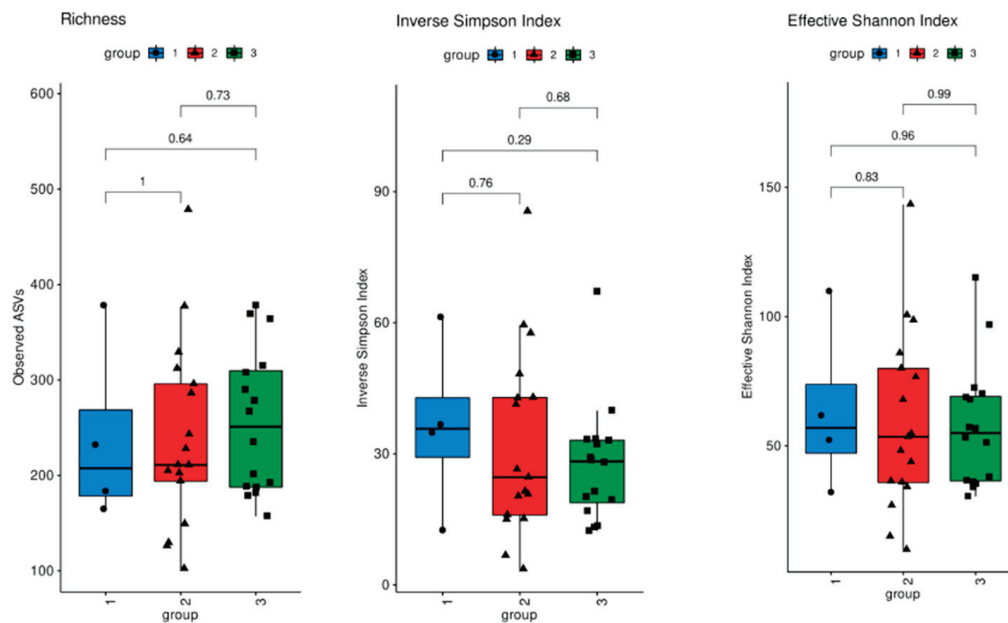 Richness
group 1 2 3
600
500
400
300
200
100
Observed ASVs
0.73
0.64
1
1 2 3
group
Inverse Simpson Index
group 1 2 3
90
60
30
0
Inverse Simpson Index
0.68
0.29
0.76
1 2 3
group
Effective Shannon Index
group 1 2 3
150
100
50
Effective Shannon Index
0.99
0.96
0.83
1 2 3
group